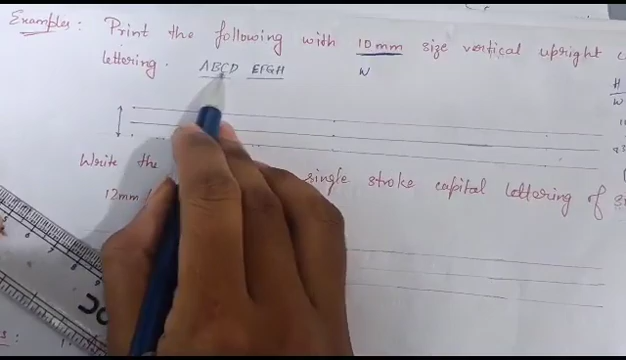 Examples: Print the following with 10mm size vertical upright
lettering. ABCD EFGH W
H
W
Write the single stroke capital lettering of
12mm